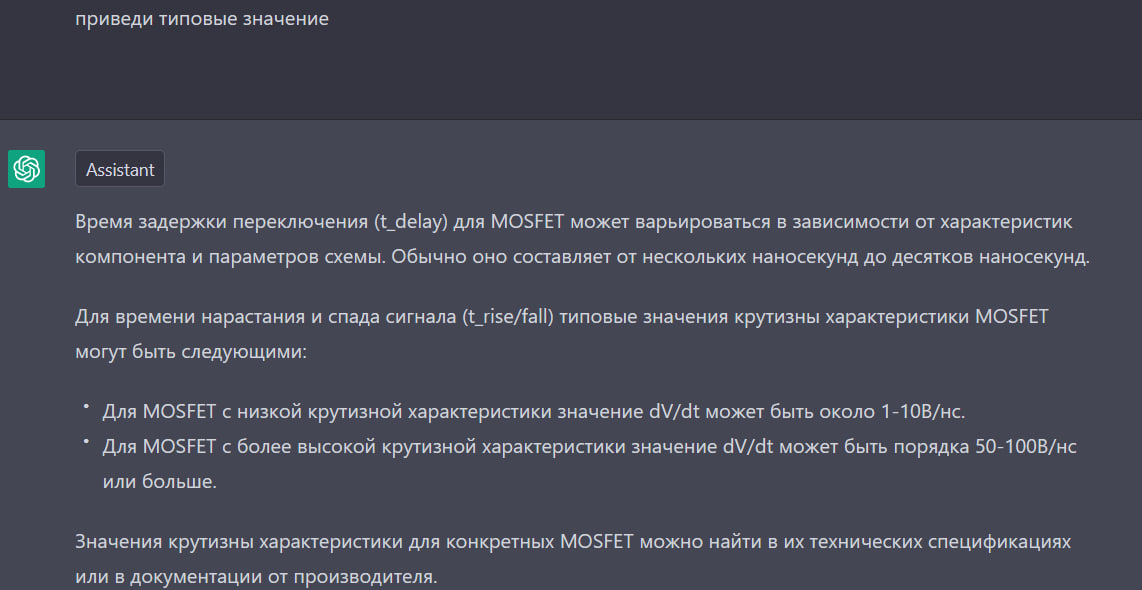 приведи типовые значение
Assistant
Время задержки переключения (t_delay) для MOSFET может варьироваться в зависимости от характеристик
компонента и параметров схемы. Обычно оно составляет от нескольких наносекунд до десятков наносекунд.
Для времени нарастания и спада сигнала (t_rise/fall) типовые значения крутизны характеристики MOSFET
могут быть следующими:
• Для MOSFET с низкой крутизной характеристики значение dV/dt может быть около 1-10В/нс.
• Для MOSFET с более высокой крутизной характеристики значение dV/dt может быть порядка 50-100В/нс
или больше.
Значения крутизны характеристики для конкретных MOSFET можно найти в их технических спецификациях
или в документации от производителя.